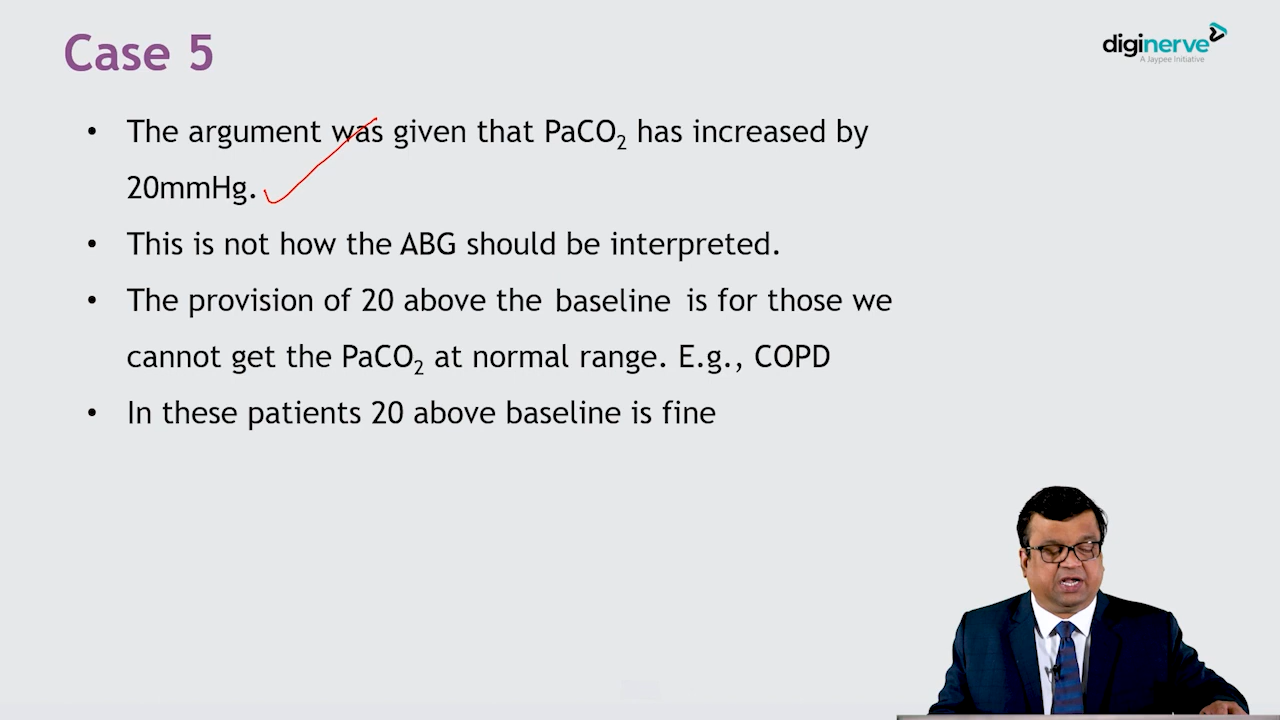 Case 5
diginerve
A Jaypee Initiative
• The argument was given that PaCO₂ has increased by
20mmHg.
• This is not how the ABG should be interpreted.
• The provision of 20 above the baseline is for those we
cannot get the PaCO₂ at normal range. E.g., COPD
• In these patients 20 above baseline is fine